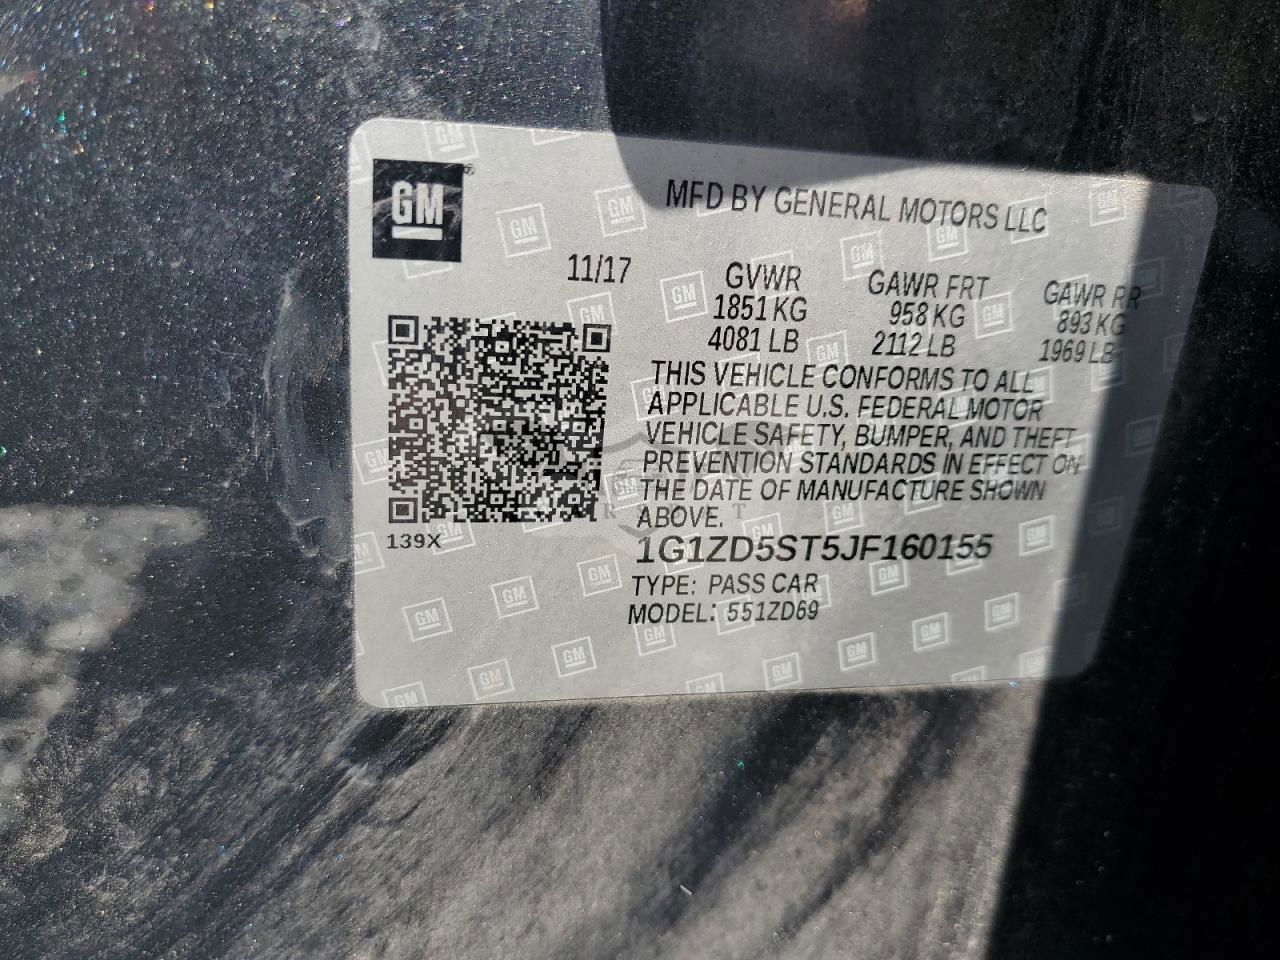 GM
MFD BY GENERAL MOTORS LLC
11/17
GVWR GAWR FRT GAWR RR
1851 KG 958 KG 893 KG
4081 LB 2112 LB 1969 LB
THIS VEHICLE CONFORMS TO ALL
APPLICABLE U.S. FEDERAL MOTOR
VEHICLE SAFETY, BUMPER, AND THEFT
PREVENTION STANDARDS IN EFFECT ON
THE DATE OF MANUFACTURE SHOWN
ABOVE.
139X
1G1ZD5ST5JF160155
TYPE: PASS CAR
MODEL: 551ZD69